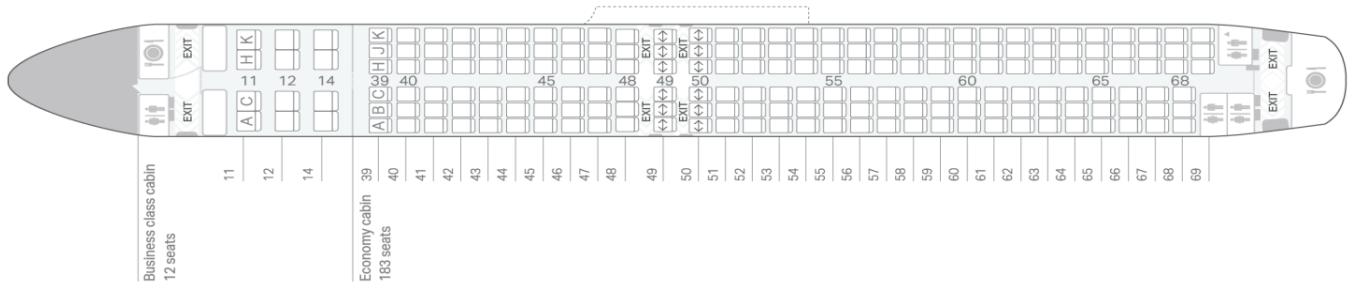 EXIT
K
H
11
12
14
C
A
EXIT
K
J
H
39
40
45
48
49
50
55
60
65
68
C
B
A
EXIT
EXIT
EXIT
EXIT
EXIT
EXIT
11
12
14
39
40
41
42
43
44
45
46
47
48
49
50
51
52
53
54
55
56
57
58
59
60
61
62
63
64
65
66
67
68
69
Business class cabin
12 seats
Economy cabin
183 seats